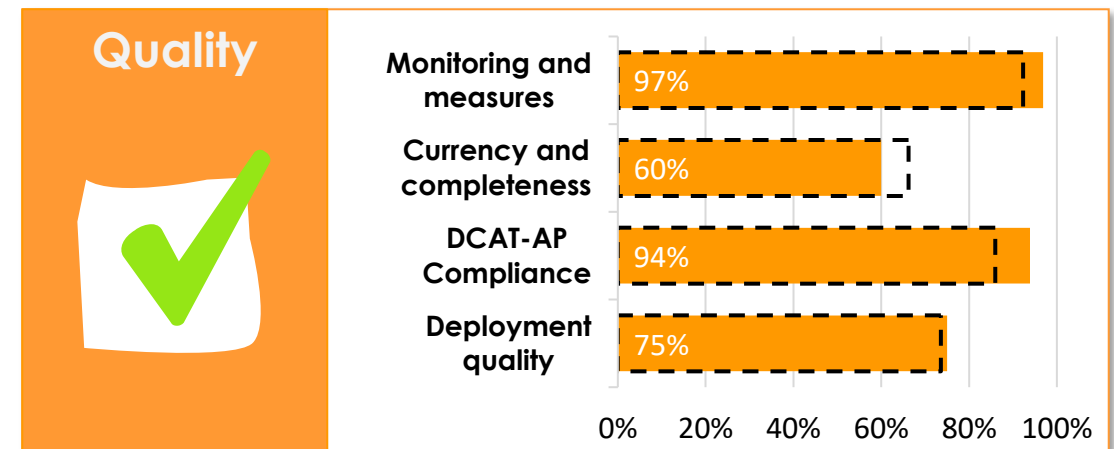 Quality
Monitoring and
measures
97%
Currency and
completeness
60%
DCAT-AP
Compliance
94%
Deployment
quality
75%
0% 20% 40% 60% 80% 100%